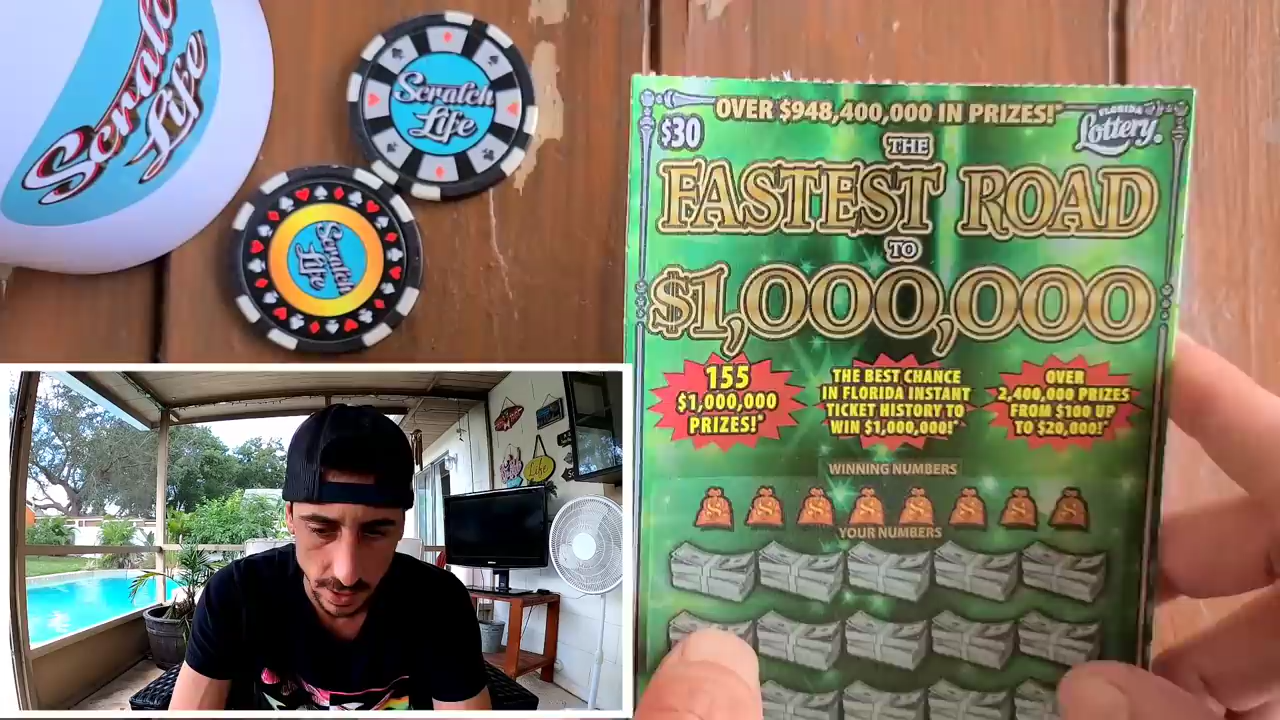 Scratch
Life
Scratch
Life
Scratch
Life
OVER $948,400,000 IN PRIZES!*
$30
FLORIDA
Lottery
THE
FASTEST ROAD
TO
$1,000,000
155
$1,000,000
PRIZES!*
THE BEST CHANCE
IN FLORIDA INSTANT
TICKET HISTORY TO
WIN $1,000,000!*
OVER
2,400,000 PRIZES
FROM $100 UP
TO $20,000!*
WINNING NUMBERS
YOUR NUMBERS
Life